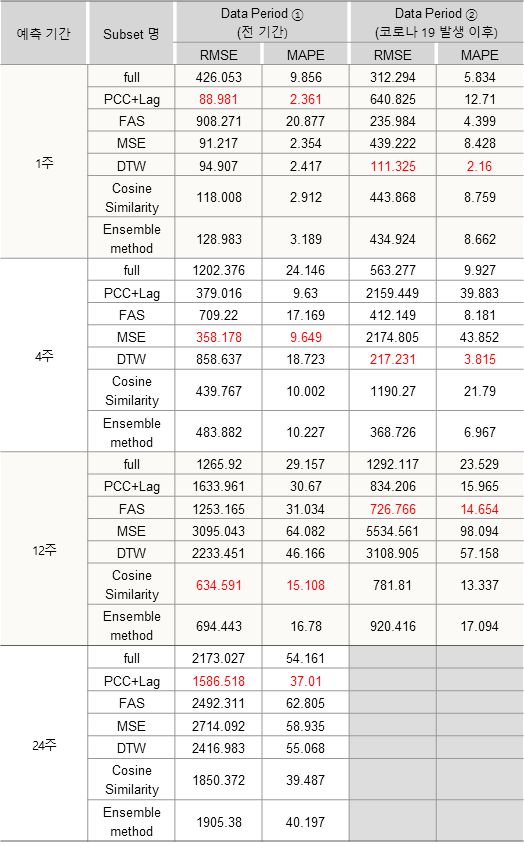 예측 기간 Subset 명 Data Period ① Data Period ②
(전 기간) (코로나 19 발생 이후)
RMSE MAPE RMSE MAPE
1주
full 426.053 9.856 312.294 5.834
PCC+Lag 88.981 2.361 640.825 12.71
FAS 908.271 20.877 235.984 4.399
MSE 91.217 2.354 439.222 8.428
DTW 94.907 2.417 111.325 2.16
Cosine
Similarity 118.008 2.912 443.868 8.759
Ensemble
method 128.983 3.189 434.924 8.662
4주
full 1202.376 24.146 563.277 9.927
PCC+Lag 379.016 9.63 2159.449 39.883
FAS 709.22 17.169 412.149 8.181
MSE 358.178 9.649 2174.805 43.852
DTW 858.637 18.723 217.231 3.815
Cosine
Similarity 439.767 10.002 1190.27 21.79
Ensemble
method 483.882 10.227 368.726 6.967
12주
full 1265.92 29.157 1292.117 23.529
PCC+Lag 1633.961 30.67 834.206 15.965
FAS 1253.165 31.034 726.766 14.654
MSE 3095.043 64.082 5534.561 98.094
DTW 2233.451 46.166 3108.905 57.158
Cosine
Similarity 634.591 15.108 781.81 13.337
Ensemble
method 694.443 16.78 920.416 17.094
24주
full 2173.027 54.161
PCC+Lag 1586.518 37.01
FAS 2492.311 62.805
MSE 2714.092 58.935
DTW 2416.983 55.068
Cosine
Similarity 1850.372 39.487
Ensemble
method 1905.38 40.197